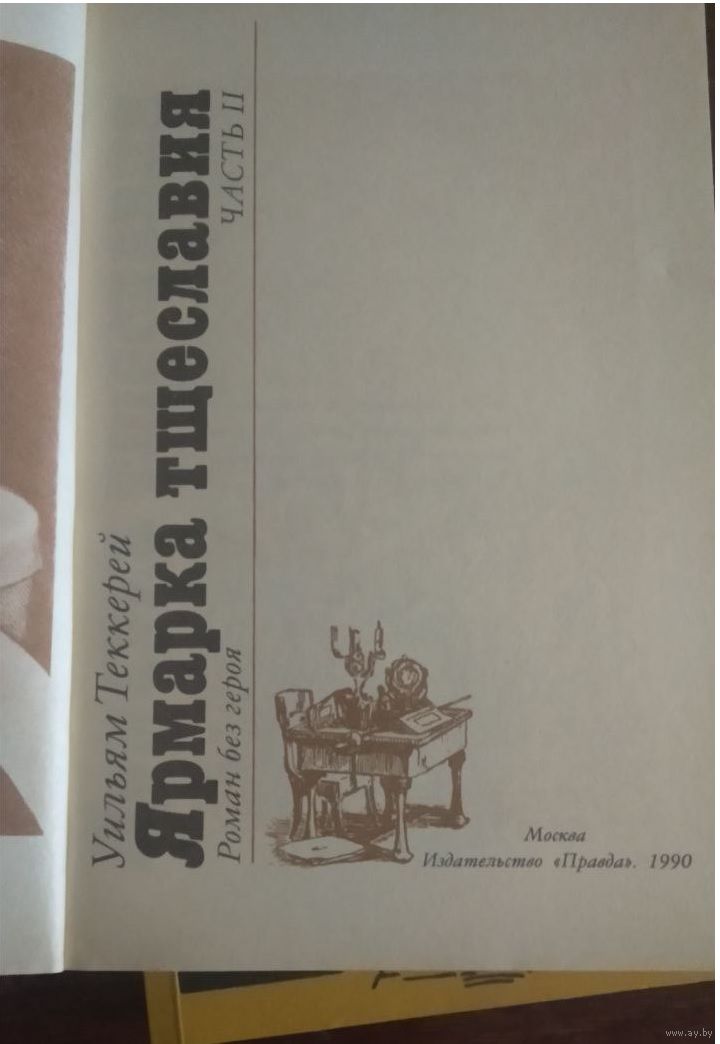 Уильям Теккерей
Ярмарка тщеславия
Роман без героя
ЧАСТЬ II
Москва
Издательство «Правда». 1990
www.ay.by